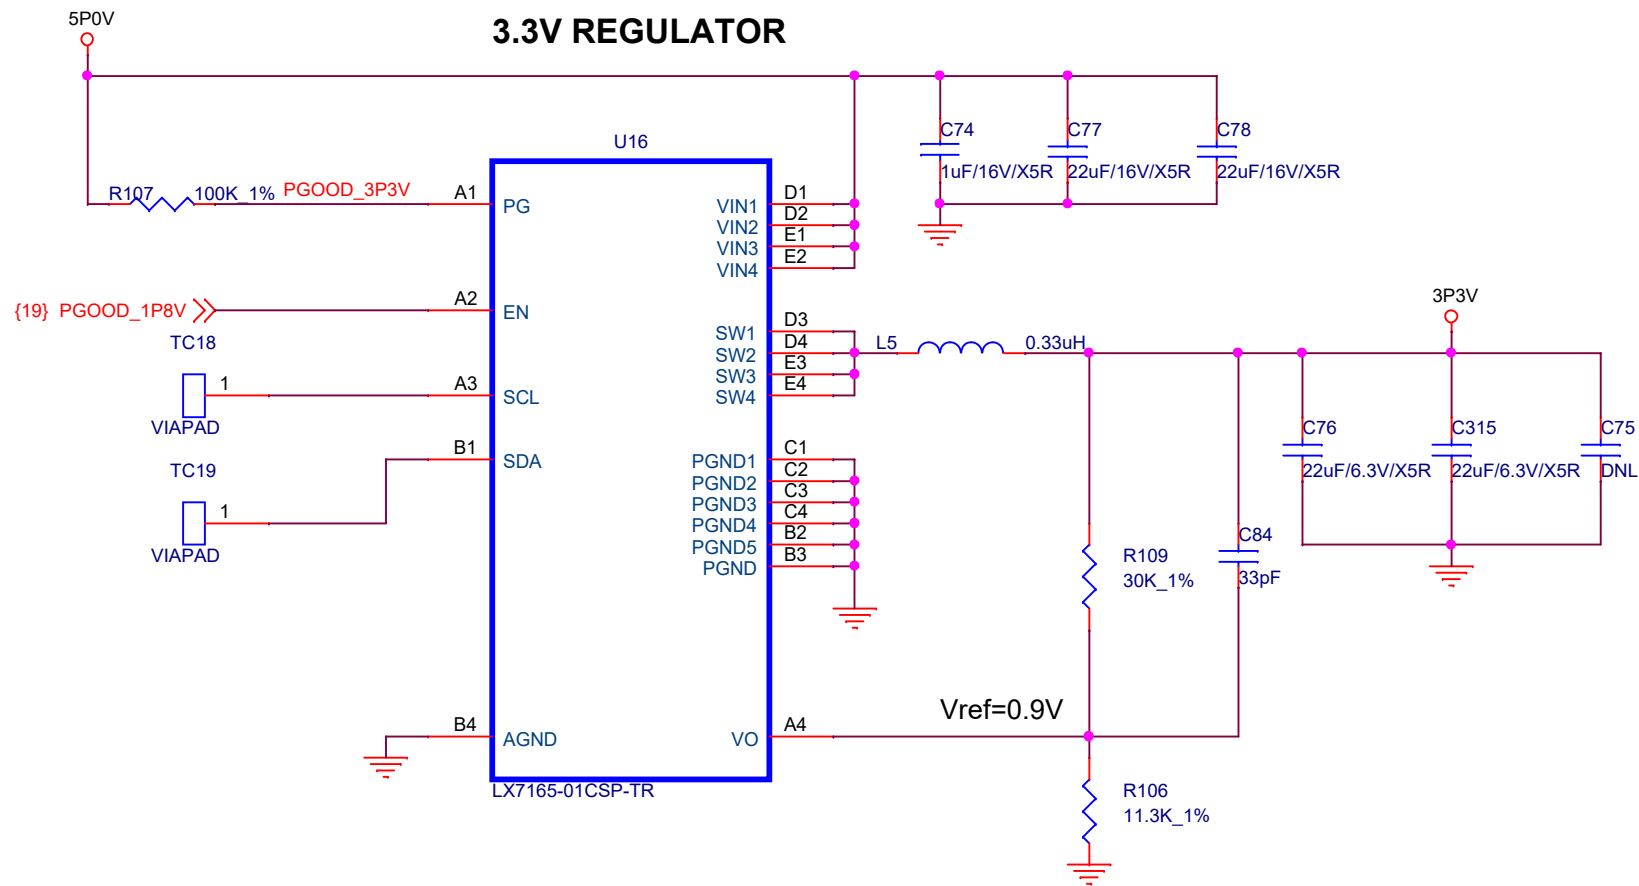 5P0V
3.3V REGULATOR
U16
C74
1uF/16V/X5R
C77
22uF/16V/X5R
C78
22uF/16V/X5R
R107
100K_1%
PGOOD_3P3V
A1
PG
VIN1
D1
VIN2
D2
VIN3
E1
VIN4
E2
{19} PGOOD_1P8V
A2
EN
TC18
1
VIAPAD
A3
SCL
TC19
1
VIAPAD
B1
SDA
SW1
D3
SW2
D4
SW3
E3
SW4
E4
L5
0.33uH
3P3V
C76
22uF/6.3V/X5R
C315
22uF/6.3V/X5R
C75
DNL
PGND1
C1
PGND2
C2
PGND3
C3
PGND4
C4
PGND5
B2
PGND
B3
R109
30K_1%
C84
33pF
Vref=0.9V
B4
AGND
VO
A4
LX7165-01CSP-TR
R106
11.3K_1%